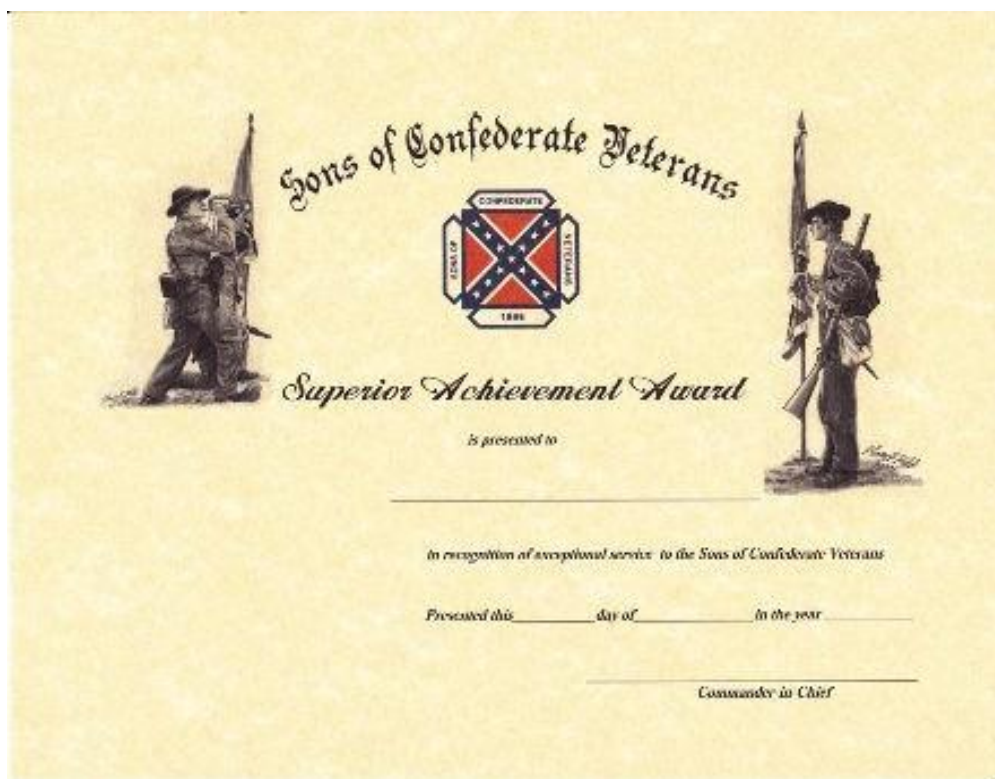 Sons of Confederate Veterans
CONFEDERATE
SONS OF
VETERANS
1896
Superior Achievement Award
is presented to
in recognition of exceptional service to the Sons of Confederate Veterans
Presented this day of in the year
Commander in Chief